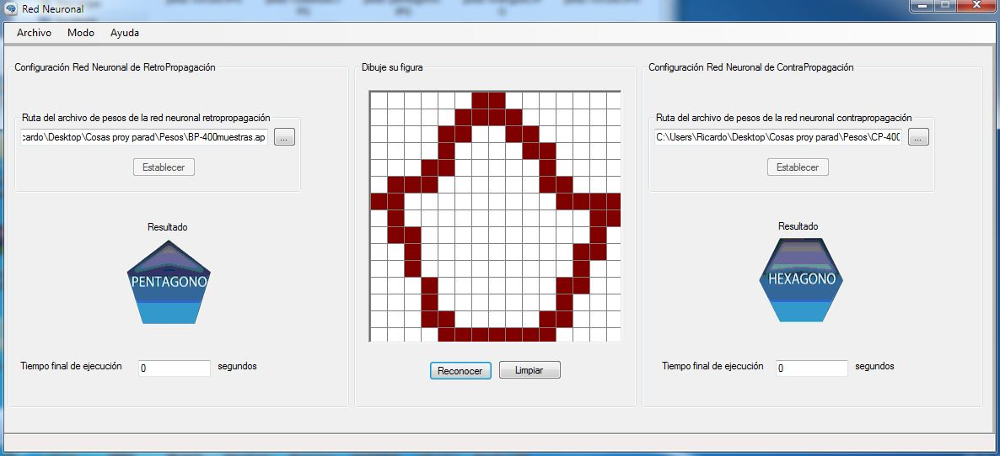 Red Neuronal
Archivo Modo Ayuda
Configuración Red Neuronal de RetroPropagación
Ruta del archivo de pesos de la red neuronal retropropagación
cardo\Desktop\Cosas proy parad\Pesos\BP-400muestras.ap
...
Establecer
Resultado
PENTAGONO
Tiempo final de ejecución 0 segundos
Dibuje su figura
Reconocer Limpiar
Configuración Red Neuronal de ContraPropagación
Ruta del archivo de pesos de la red neuronal contrapropagación
C:\Users\Ricardo\Desktop\Cosas proy parad\Pesos\CP-400
...
Establecer
Resultado
HEXAGONO
Tiempo final de ejecución 0 segundos